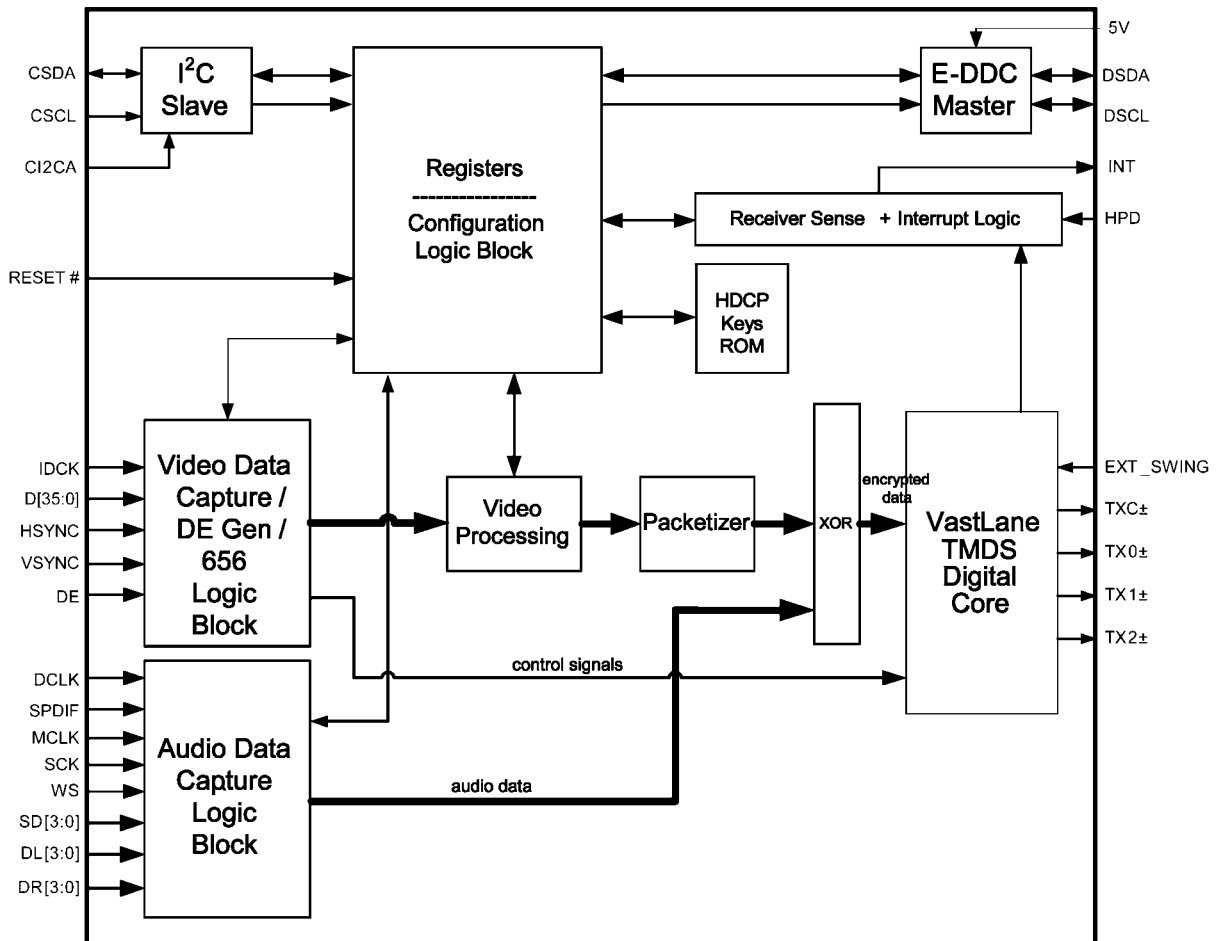 5V
CSDA
CSCL
CI2CA
I²C
Slave
E-DDC
Master
DSDA
DSCL
INT
HPD
Registers
----------------
Configuration
Logic Block
Receiver Sense + Interrupt Logic
RESET #
HDCP
Keys
ROM
IDCK
D[35:0]
HSYNC
VSYNC
DE
Video Data
Capture /
DE Gen /
656
Logic
Block
Video
Processing
Packetizer
XOR
encrypted
data
VastLane
TMDS
Digital
Core
EXT_SWING
TXC±
TX0±
TX1±
TX2±
control signals
DCLK
SPDIF
MCLK
SCK
WS
SD[3:0]
DL[3:0]
DR[3:0]
Audio Data
Capture
Logic
Block
audio data